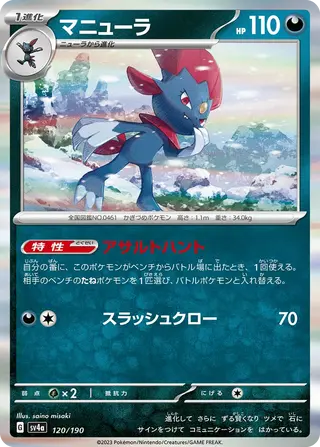 1進化
マニューラ
HP 110
ニューラから進化
全国図鑑NO.0461 かぎつめポケモン 高さ：1.1m 重さ：34.0kg
特性 アサルトハント
自分の番に、このポケモンがベンチからバトル場に出たとき、1回使える。
相手のベンチのたねポケモンを1匹選び、バトルポケモンと入れ替える。
スラッシュクロー 70
弱点 ×2 抵抗力 にげる
Illus. saino misaki
G sv4a 120/190
進化して さらに ずる賢くなった。ツメで 石に
サインをつけて コミュニケーションを はかっている。
©2023 Pokémon/Nintendo/Creatures/GAME FREAK.